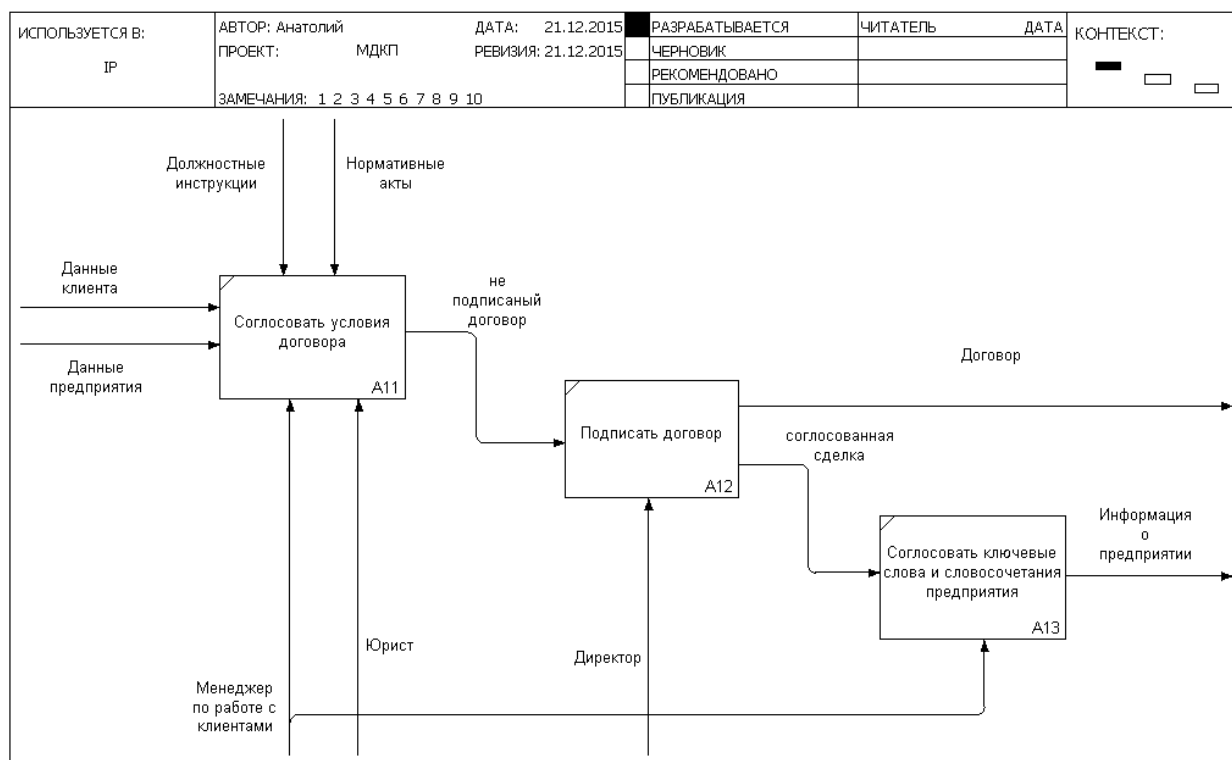 ИСПОЛЬЗУЕТСЯ В:
IP
АВТОР: Анатолий
ДАТА: 21.12.2015
ПРОЕКТ: МДКП
РЕВИЗИЯ: 21.12.2015
ЗАМЕЧАНИЯ: 1 2 3 4 5 6 7 8 9 10
РАЗРАБАТЫВАЕТСЯ
ЧЕРНОВИК
РЕКОМЕНДОВАНО
ПУБЛИКАЦИЯ
ЧИТАТЕЛЬ ДАТА
КОНТЕКСТ:
Должностные
инструкции
Нормативные
акты
Данные
клиента
Данные
предприятия
Соглосовать условия
договора
A11
не
подписаный
договор
Подписать договор
A12
Договор
соглосованная
сделка
Соглосовать ключевые
слова и словосочетания
предприятия
A13
Информация
о
предприятии
Юрист
Директор
Менеджер
по работе с
клиентами